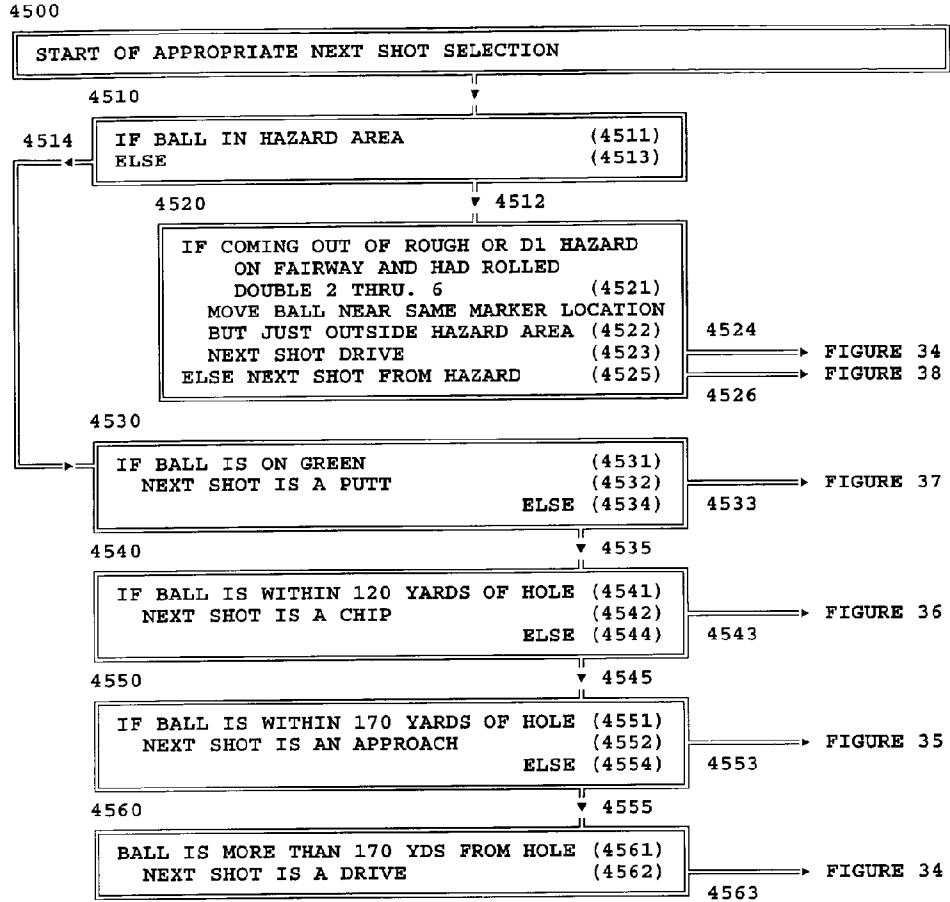 4500
START OF APPROPRIATE NEXT SHOT SELECTION
4510
4514
IF BALL IN HAZARD AREA (4511)
ELSE (4513)
4520
4512
IF COMING OUT OF ROUGH OR D1 HAZARD
ON FAIRWAY AND HAD ROLLED
DOUBLE 2 THRU. 6 (4521)
MOVE BALL NEAR SAME MARKER LOCATION
BUT JUST OUTSIDE HAZARD AREA (4522)
4524
NEXT SHOT DRIVE (4523)
FIGURE 34
ELSE NEXT SHOT FROM HAZARD (4525)
FIGURE 38
4526
4530
IF BALL IS ON GREEN (4531)
NEXT SHOT IS A PUTT (4532)
FIGURE 37
ELSE (4534)
4533
4535
4540
IF BALL IS WITHIN 120 YARDS OF HOLE (4541)
NEXT SHOT IS A CHIP (4542)
FIGURE 36
ELSE (4544)
4543
4545
4550
IF BALL IS WITHIN 170 YARDS OF HOLE (4551)
NEXT SHOT IS AN APPROACH (4552)
FIGURE 35
ELSE (4554)
4553
4555
4560
BALL IS MORE THAN 170 YDS FROM HOLE (4561)
NEXT SHOT IS A DRIVE (4562)
FIGURE 34
4563